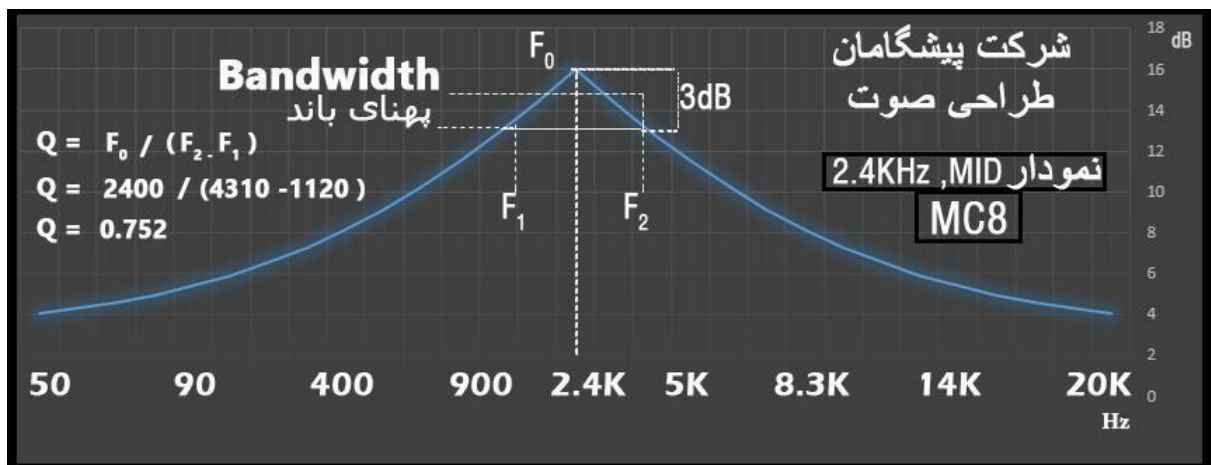 شرکت پیشگامان
طراحی صوت
نمودار 2.4KHz ,MID
MC8
Bandwidth
پهنای باند
Q = F₀ / (F₂ - F₁)
Q = 2400 / (4310 -1120 )
Q = 0.752
F₀
3dB
F₁
F₂
dB
18
16
14
12
10
8
6
4
2
0
50 90 400 900 2.4K 5K 8.3K 14K 20K
Hz